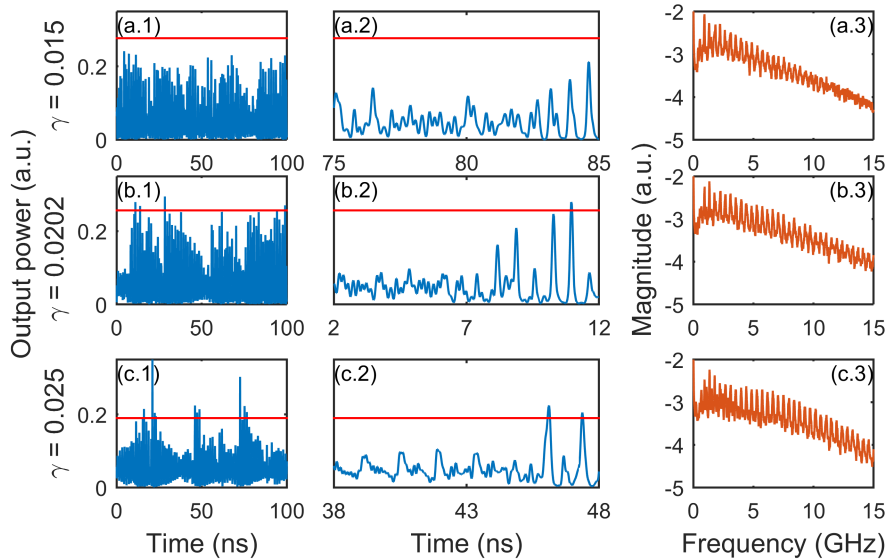 (a.1)
(a.2)
(a.3)
γ = 0.015
0.2
0
0
50
100
75
80
85
-2
-3
-4
-5
0
5
10
15
(b.1)
(b.2)
(b.3)
Output power (a.u.)
γ = 0.0202
0.2
0
0
50
100
2
7
12
Magnitude (a.u.)
-2
-3
-4
-5
0
5
10
15
(c.1)
(c.2)
(c.3)
γ = 0.025
0.2
0
0
50
100
38
43
48
-2
-3
-4
-5
0
5
10
15
Time (ns)
Time (ns)
Frequency (GHz)